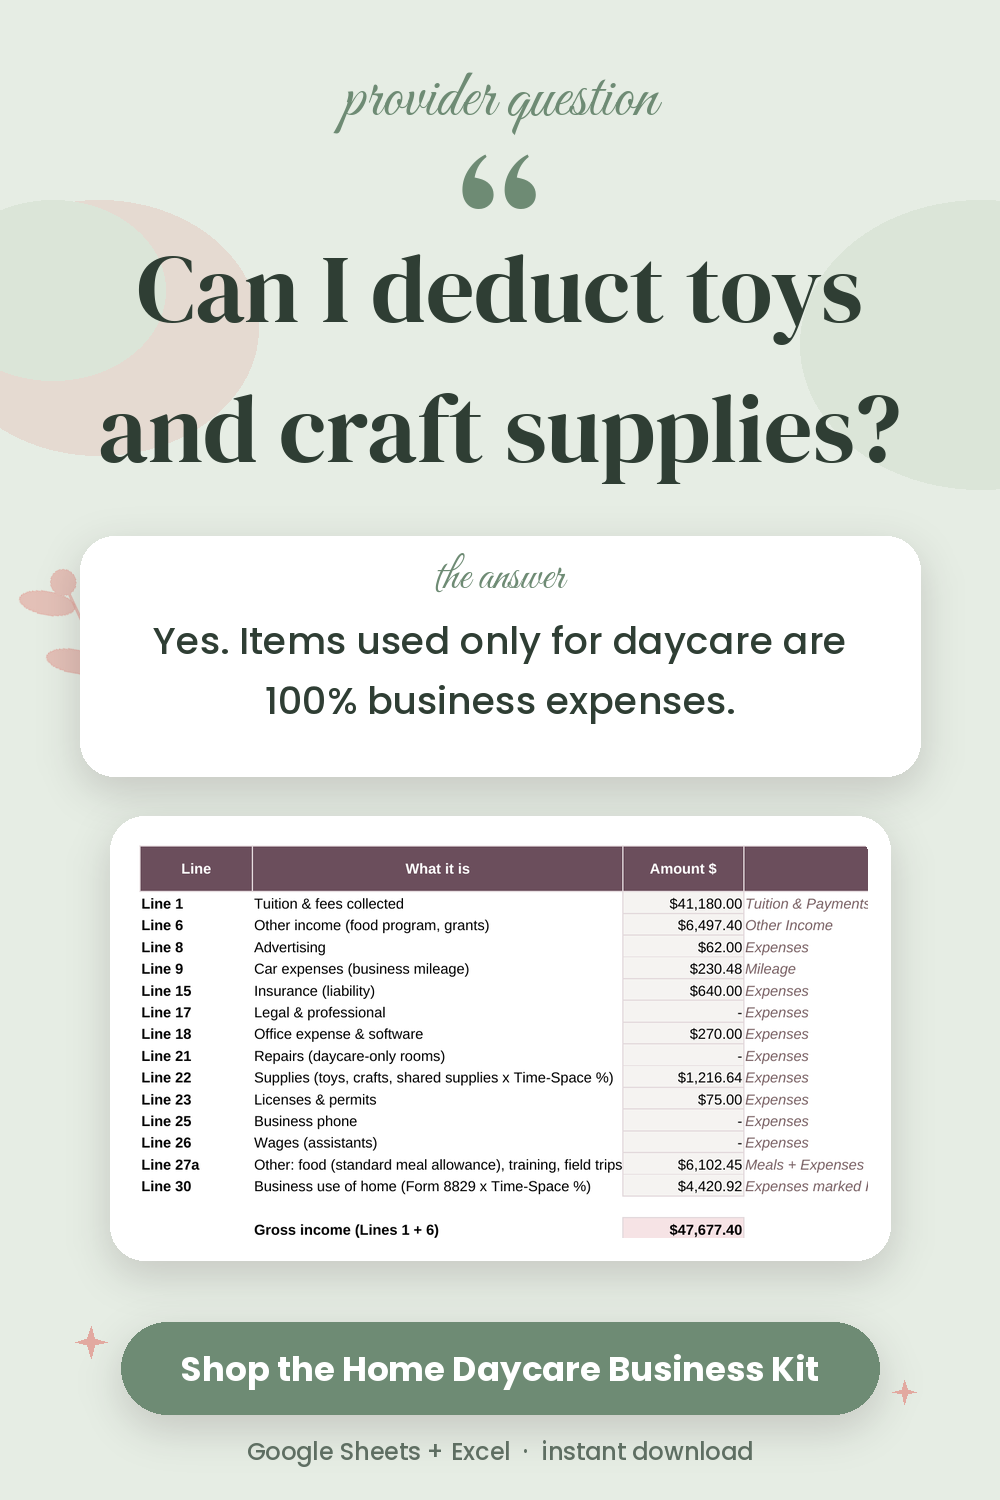 provider question
“
Can I deduct toys
and craft supplies?
the answer
Yes. Items used only for daycare are
100% business expenses.
Line What it is Amount $
Line 1 Tuition & fees collected $41,180.00 Tuition & Payments
Line 6 Other income (food program, grants) $6,497.40 Other Income
Line 8 Advertising $62.00 Expenses
Line 9 Car expenses (business mileage) $230.48 Mileage
Line 15 Insurance (liability) $640.00 Expenses
Line 17 Legal & professional - Expenses
Line 18 Office expense & software $270.00 Expenses
Line 21 Repairs (daycare-only rooms) - Expenses
Line 22 Supplies (toys, crafts, shared supplies x Time-Space %) $1,216.64 Expenses
Line 23 Licenses & permits $75.00 Expenses
Line 25 Business phone - Expenses
Line 26 Wages (assistants) - Expenses
Line 27a Other: food (standard meal allowance), training, field trips $6,102.45 Meals + Expenses
Line 30 Business use of home (Form 8829 x Time-Space %) $4,420.92 Expenses marked
Gross income (Lines 1 + 6) $47,677.40
Shop the Home Daycare Business Kit
Google Sheets + Excel · instant download